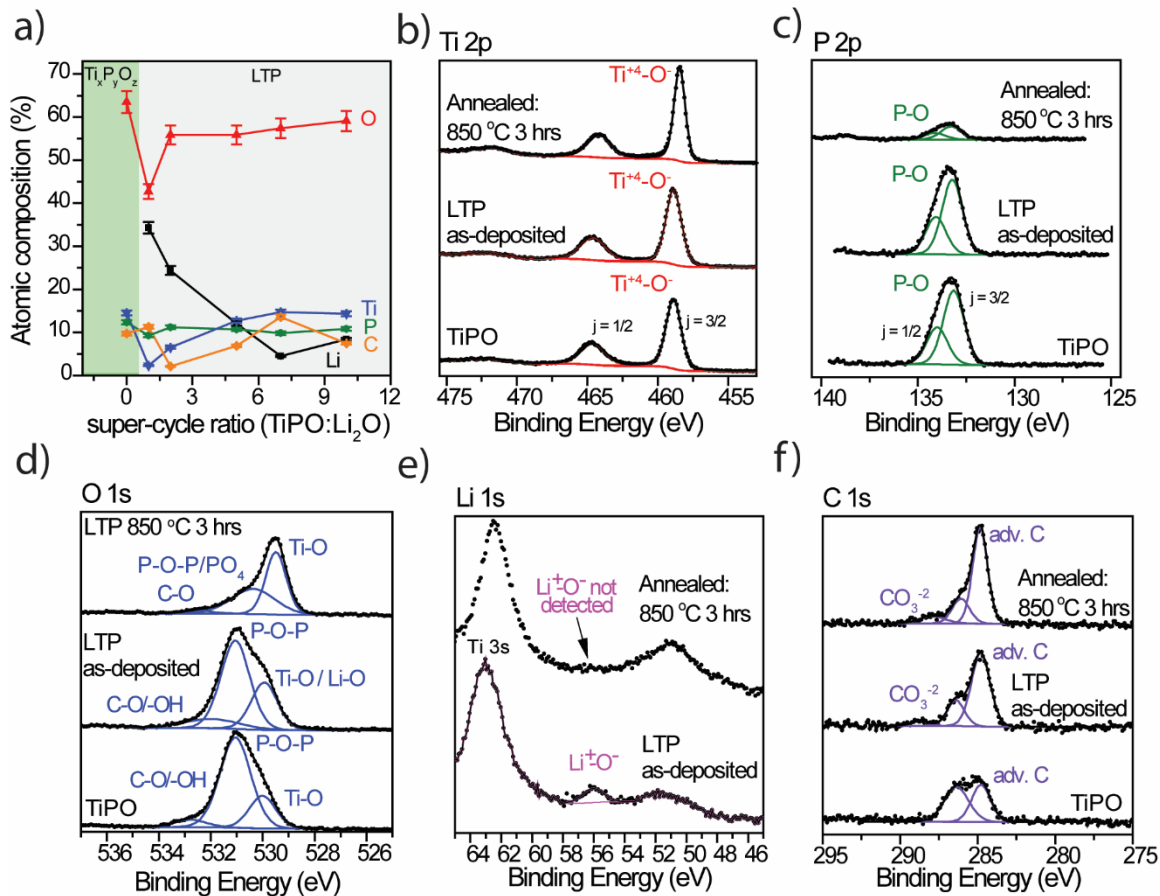 a)
Ti_xP_yO_z
LTP
O
Ti
P
C
Li
70
60
50
40
30
20
10
0
0 3 6 9 12
Atomic composition (%)
super-cycle ratio (TiPO:Li₂O)
b)
Ti 2p
Annealed:
850 °C 3 hrs
Ti⁺⁴-O⁻
LTP
as-deposited
Ti⁺⁴-O⁻
Ti⁺⁴-O⁻
TiPO
j = 1/2
j = 3/2
475 470 465 460 455
Binding Energy (eV)
c)
P 2p
Annealed:
850 °C 3 hrs
P-O
P-O
LTP
as-deposited
P-O
j = 3/2
j = 1/2
TiPO
140 135 130 125
Binding Energy (eV)
d)
O 1s
LTP 850 °C 3 hrs
Ti-O
P-O-P/PO₄
C-O
LTP
as-deposited
P-O-P
Ti-O / Li-O
C-O/-OH
P-O-P
C-O/-OH
Ti-O
TiPO
536 534 532 530 528 526
Binding Energy (eV)
e)
Li 1s
Li⁺-O⁻ not
detected
Annealed:
850 °C 3 hrs
Ti 3s
Li⁺-O⁻
LTP
as-deposited
64 62 60 58 56 54 52 50 48 46
Binding Energy (eV)
f)
C 1s
adv. C
CO₃⁻²
Annealed:
850 °C 3 hrs
adv. C
CO₃⁻²
LTP
as-deposited
adv. C
TiPO
295 290 285 280 275
Binding Energy (eV)